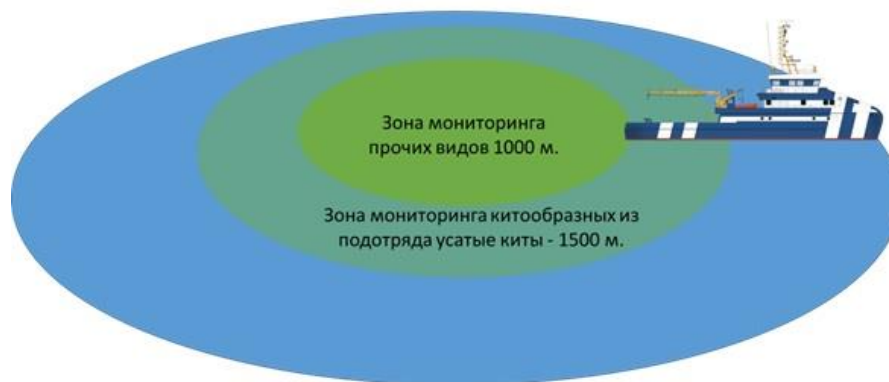 Зона мониторинга
прочих видов 1000 м.
Зона мониторинга китообразных из
подотряда усатые киты - 1500 м.